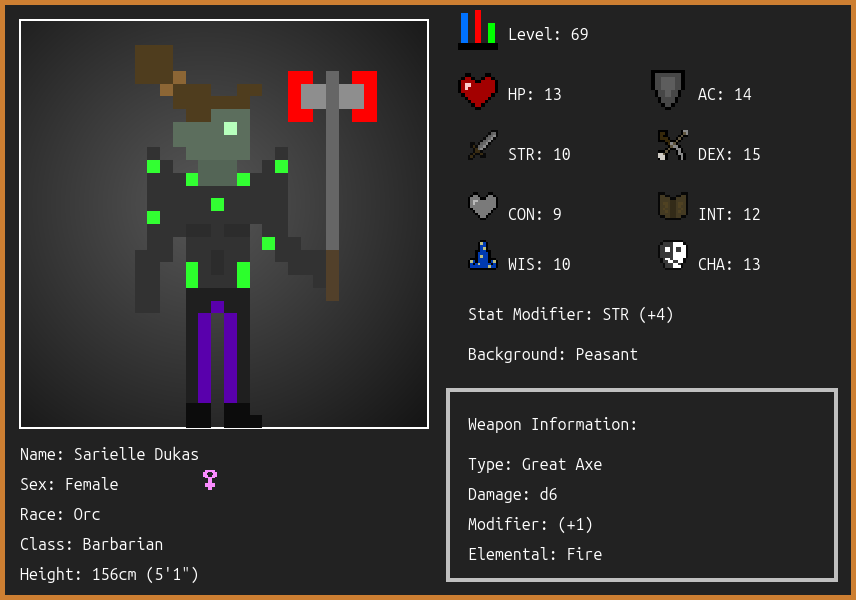 Level: 69
HP: 13
AC: 14
STR: 10
DEX: 15
CON: 9
INT: 12
WIS: 10
CHA: 13
Stat Modifier: STR (+4)
Background: Peasant
Weapon Information:
Type: Great Axe
Damage: d6
Modifier: (+1)
Elemental: Fire
Name: Sarielle Dukas
Sex: Female
Race: Orc
Class: Barbarian
Height: 156cm (5'1")